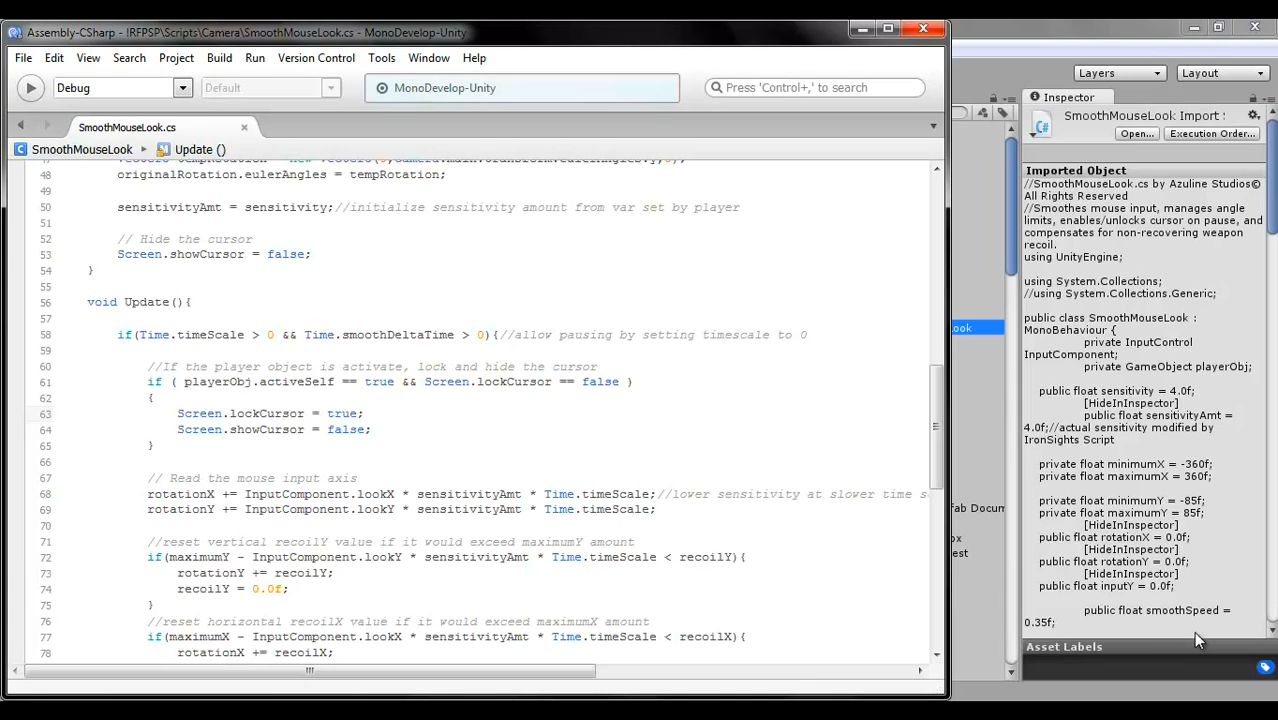 Assembly-CSharp - !RFPSP\Scripts\Camera\SmoothMouseLook.cs - MonoDevelop-Unity
File Edit View Search Project Build Run Version Control Tools Window Help
Debug Default MonoDevelop-Unity Press 'Control+,' to search
SmoothMouseLook.cs
SmoothMouseLook Update ()
48 originalRotation.eulerAngles = tempRotation;
49
50 sensitivityAmt = sensitivity;//initialize sensitivity amount from var set by player
51
52 // Hide the cursor
53 Screen.showCursor = false;
54 }
55
56 void Update(){
57
58 if(Time.timeScale > 0 && Time.smoothDeltaTime > 0){//allow pausing by setting timescale to 0
59
60 //If the player object is activate, lock and hide the cursor
61 if ( playerObj.activeSelf == true && Screen.lockCursor == false )
62 {
63 Screen.lockCursor = true;
64 Screen.showCursor = false;
65 }
66
67 // Read the mouse input axis
68 rotationX += InputComponent.lookX * sensitivityAmt * Time.timeScale;//lower sensitivity at slower time s
69 rotationY += InputComponent.lookY * sensitivityAmt * Time.timeScale;
70
71 //reset vertical recoilY value if it would exceed maximumY amount
72 if(maximumY - InputComponent.lookY * sensitivityAmt * Time.timeScale < recoilY){
73 rotationY += recoilY;
74 recoilY = 0.0f;
75 }
76 //reset horizontal recoilX value if it would exceed maximumX amount
77 if(maximumX - InputComponent.lookX * sensitivityAmt * Time.timeScale < recoilX){
78 rotationX += recoilX;
Layers Layout
Inspector
SmoothMouseLook Import
Open... Execution Order...
Imported Object
//SmoothMouseLook.cs by Azuline Studios©
All Rights Reserved
//Smoothes mouse input, manages angle
limits, enables/unlocks cursor on pause, and
compensates for non-recovering weapon
recoil.
using UnityEngine;
using System.Collections;
//using System.Collections.Generic;
public class SmoothMouseLook :
MonoBehaviour {
private InputControl
InputComponent;
private GameObject playerObj;
public float sensitivity = 4.0f;
[HideInInspector]
public float sensitivityAmt =
4.0f;//actual sensitivity modified by
IronSights Script
private float minimumX = -360f;
private float maximumX = 360f;
private float minimumY = -85f;
private float maximumY = 85f;
[HideInInspector]
public float rotationX = 0.0f;
[HideInInspector]
public float rotationY = 0.0f;
[HideInInspector]
public float inputY = 0.0f;
public float smoothSpeed =
0.35f;
Asset Labels
ook
fab Docum
ox
est